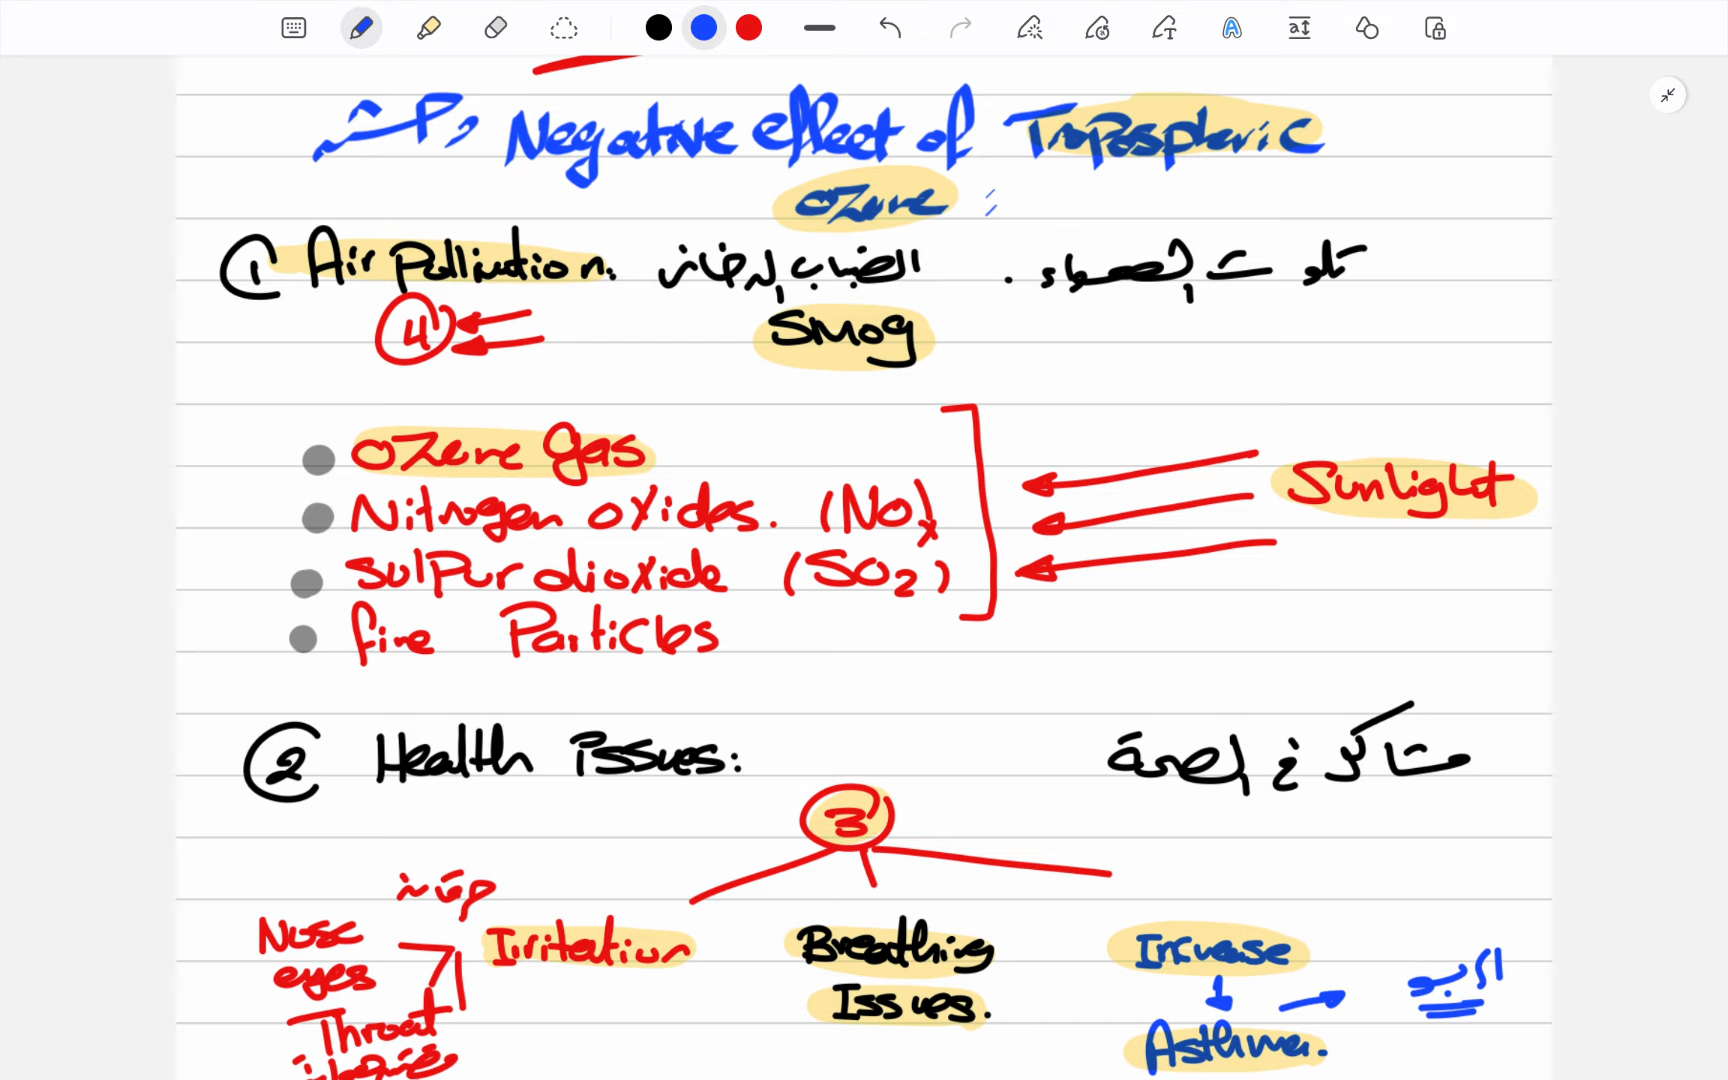 Negative effect of Tropospheric
ozone :
① Air Pollution: الضباب الدخاني . تلوث الهواء
④ Smog
ozone Gas
Nitrogen oxides. (NOx)
Sulpur dioxide (SO2)
fine Particles
Sunlight
② Health issues: مشاكل في الصحة
3
Nose
eyes
Throat
Irritation
Breathing
Issues.
Increase
Asthma.
الربو